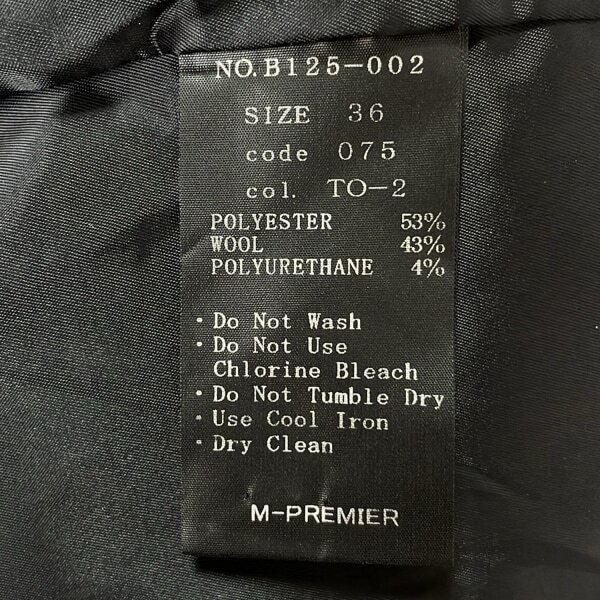 NO.B125-002
SIZE 36
code 075
col. TO-2
POLYESTER 53%
WOOL 43%
POLYURETHANE 4%
・Do Not Wash
・Do Not Use
Chlorine Bleach
・Do Not Tumble Dry
・Use Cool Iron
・Dry Clean
M-PREMIER